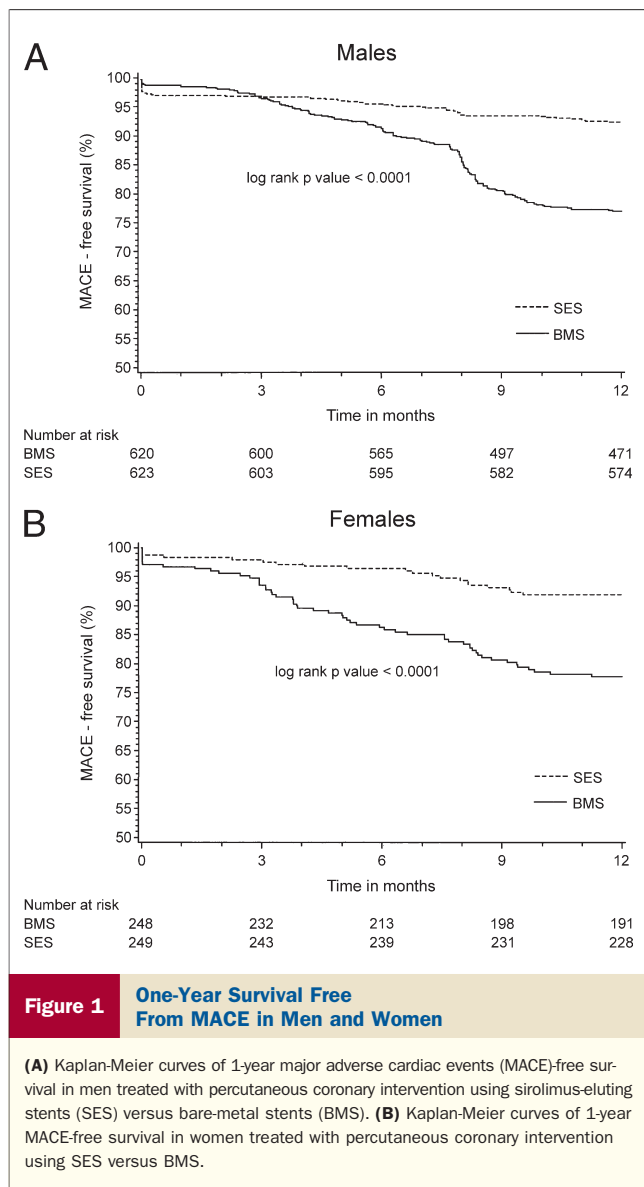 A
Males
100
95
90
85
80
75
70
65
60
55
50
MACE - free survival (%)
log rank p value < 0.0001
SES
BMS
0 3 6 9 12
Time in months
Number at risk
BMS 620 600 565 497 471
SES 623 603 595 582 574
B
Females
100
95
90
85
80
75
70
65
60
55
50
MACE - free survival (%)
log rank p value < 0.0001
SES
BMS
0 3 6 9 12
Time in months
Number at risk
BMS 248 232 213 198 191
SES 249 243 239 231 228
Figure 1
One-Year Survival Free
From MACE in Men and Women
(A) Kaplan-Meier curves of 1-year major adverse cardiac events (MACE)-free sur-
vival in men treated with percutaneous coronary intervention using sirolimus-eluting
stents (SES) versus bare-metal stents (BMS). (B) Kaplan-Meier curves of 1-year
MACE-free survival in women treated with percutaneous coronary intervention
using SES versus BMS.